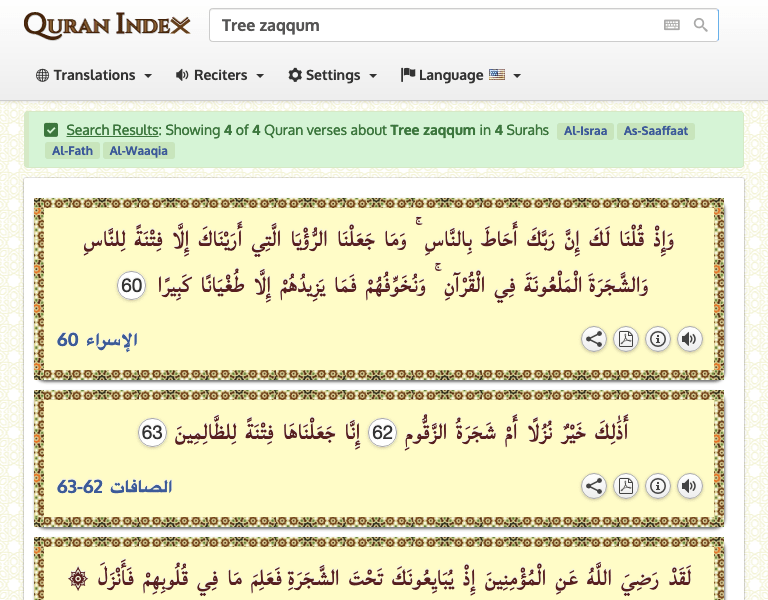 QURAN INDEX
Tree zaqqum
Translations Reciters Settings Language
Search Results: Showing 4 of 4 Quran verses about Tree zaqqum in 4 Surahs Al-Israa As-Saaffaat
Al-Fath Al-Waaqia
وَإِذْ قُلْنَا لَكَ إِنَّ رَبَّكَ أَحَاطَ بِالنَّاسِ ۚ وَمَا جَعَلْنَا الرُّؤْيَا الَّتِي أَرَيْنَاكَ إِلَّا فِتْنَةً لِلنَّاسِ
وَالشَّجَرَةَ الْمَلْعُونَةَ فِي الْقُرْآنِ ۚ وَنُخَوِّفُهُمْ فَمَا يَزِيدُهُمْ إِلَّا طُغْيَانًا كَبِيرًا 60
الإسراء 60
أَذَٰلِكَ خَيْرٌ نُزُلًا أَمْ شَجَرَةُ الزَّقُّومِ 62 إِنَّا جَعَلْنَاهَا فِتْنَةً لِلظَّالِمِينَ 63
الصافات 62-63
لَقَدْ رَضِيَ اللَّهُ عَنِ الْمُؤْمِنِينَ إِذْ يُبَايِعُونَكَ تَحْتَ الشَّجَرَةِ فَعَلِمَ مَا فِي قُلُوبِهِمْ فَأَنْزَلَ ۞